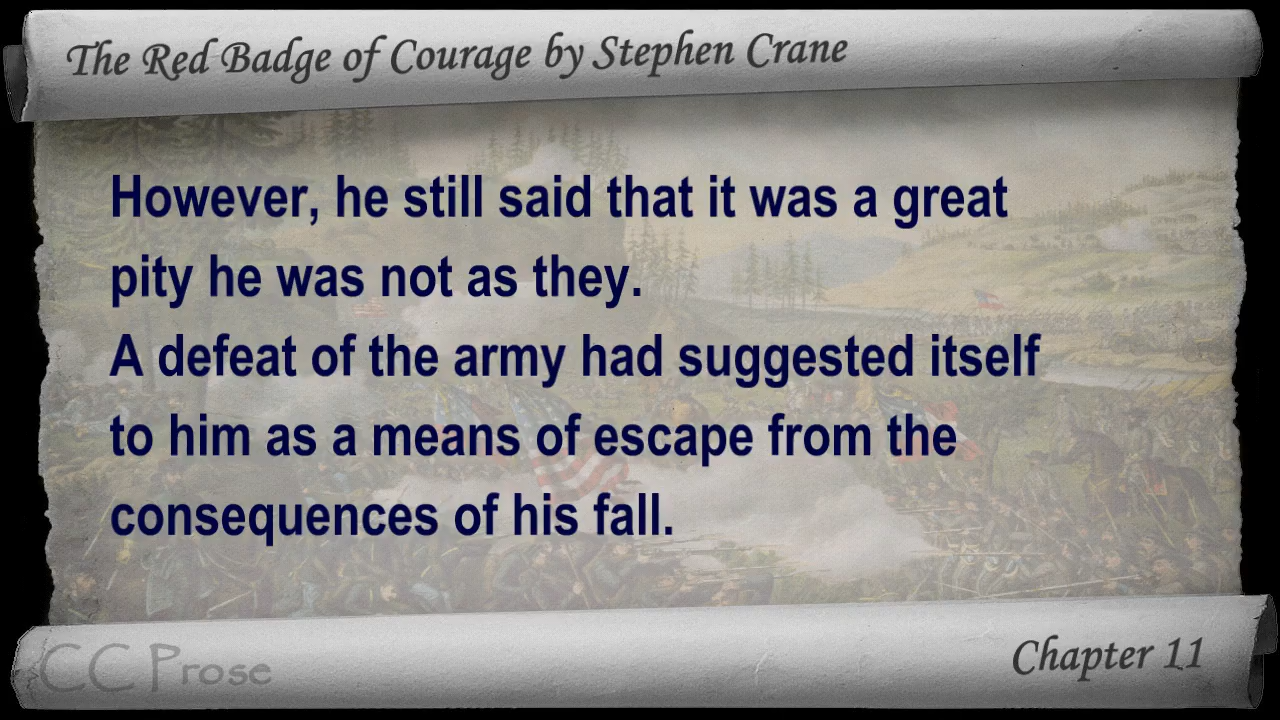 The Red Badge of Courage by Stephen Crane
However, he still said that it was a great
pity he was not as they.
A defeat of the army had suggested itself
to him as a means of escape from the
consequences of his fall.
CC Prose
Chapter 11